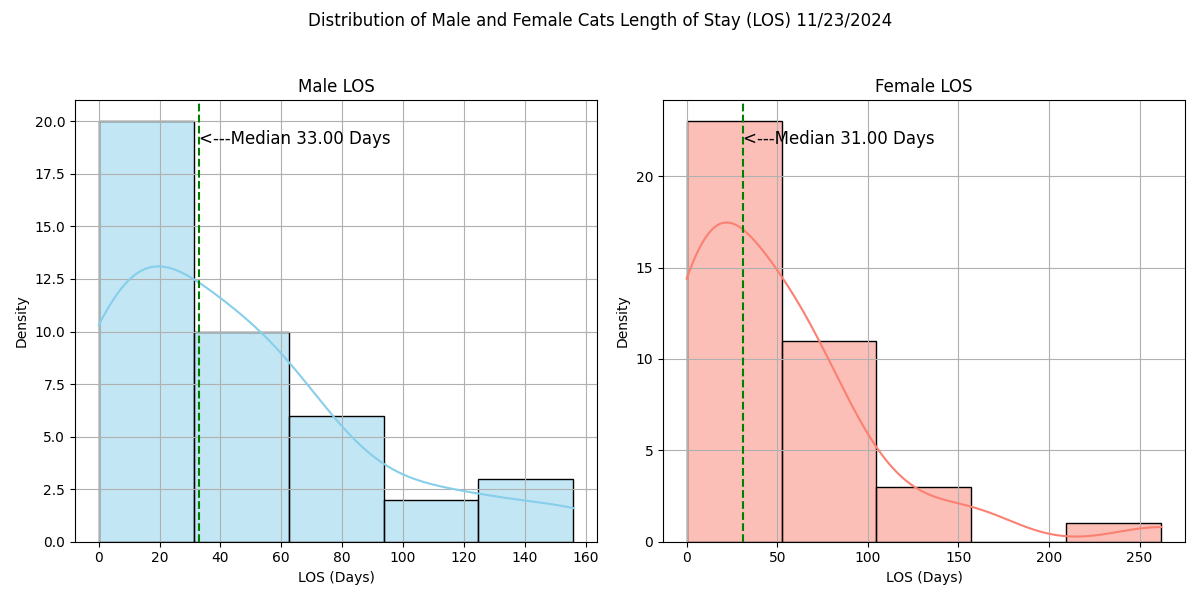 Distribution of Male and Female Cats Length of Stay (LOS) 11/23/2024
Male LOS
20.0
17.5
15.0
12.5
10.0
7.5
5.0
2.5
0.0
Density
<---Median 33.00 Days
0 20 40 60 80 100 120 140 160
LOS (Days)
Female LOS
20
15
10
5
0
Density
<---Median 31.00 Days
0 50 100 150 200 250
LOS (Days)